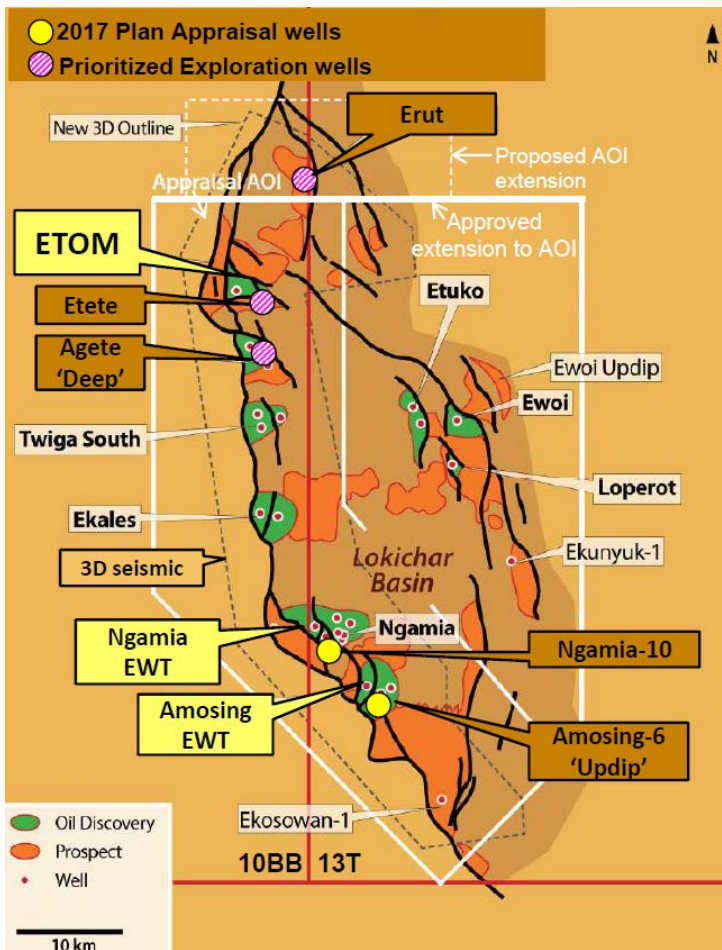 2017 Plan Appraisal wells
Prioritized Exploration wells
N
New 3D Outline
Erut
Proposed AOI
extension
Appraisal AOI
Approved
extension to AOI
ETOM
Etuko
Etete
Agete
'Deep'
Ewoi Updip
Ewoi
Twiga South
Loperot
Ekales
Ekunyuk-1
3D seismic
Lokichar
Basin
Ngamia
Ngamia
EWT
Ngamia-10
Amosing
EWT
Amosing-6
'Updip'
Ekosowan-1
Oil Discovery
Prospect
Well
10BB 13T
10 km